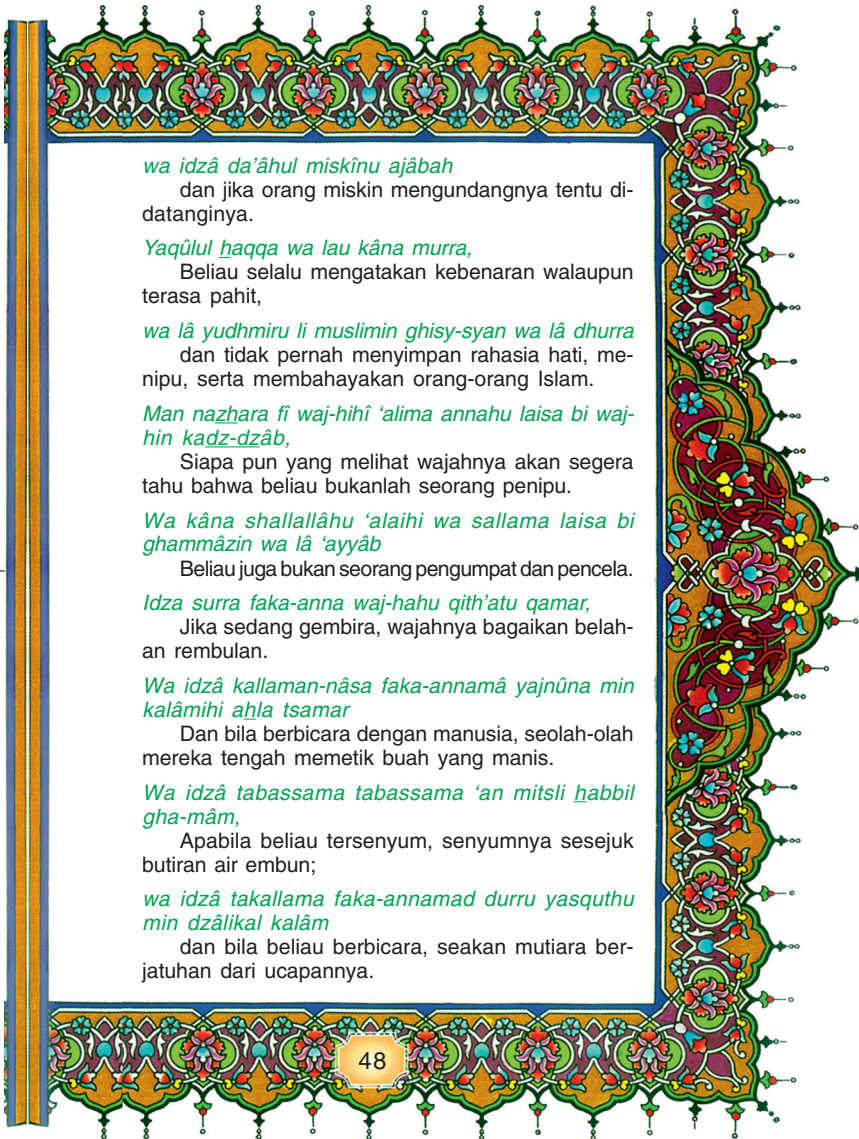 wa idzâ da’âhul miskînu ajâbah
dan jika orang miskin mengundangnya tentu di-
datanginya.
Yaqûlul haqqa wa lau kâna murra,
Beliau selalu mengatakan kebenaran walaupun
terasa pahit,
wa lâ yudhmiru li muslimin ghisy-syan wa lâ dhurra
dan tidak pernah menyimpan rahasia hati, me-
nipu, serta membahayakan orang-orang Islam.
Man nazhara fî waj-hihî ‘alima annahu laisa bi waj-
hin kadz-dzâb,
Siapa pun yang melihat wajahnya akan segera
tahu bahwa beliau bukanlah seorang penipu.
Wa kâna shallallâhu ‘alaihi wa sallama laisa bi
ghammâzin wa lâ ‘ayyâb
Beliau juga bukan seorang pengumpat dan pencela.
Idza surra faka-anna waj-hahu qith’atu qamar,
Jika sedang gembira, wajahnya bagaikan belah-
an rembulan.
Wa idzâ kallaman-nâsa faka-annamâ yajnûna min
kalâmihi ahla tsamar
Dan bila berbicara dengan manusia, seolah-olah
mereka tengah memetik buah yang manis.
Wa idzâ tabassama tabassama ‘an mitsli habbil
gha-mâm,
Apabila beliau tersenyum, senyumnya sesejuk
butiran air embun;
wa idzâ takallama faka-annamad durru yasquthu
min dzâlikal kalâm
dan bila beliau berbicara, seakan mutiara ber-
jatuhan dari ucapannya.
48